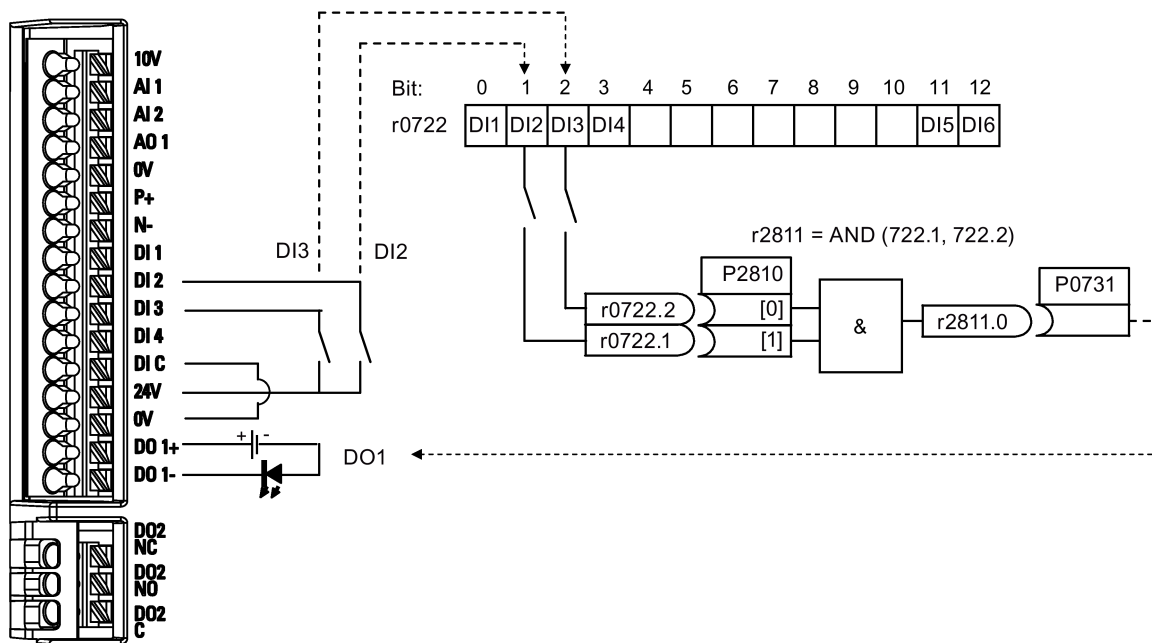 10V
AI 1
AI 2
AO 1
0V
P+
N-
DI 1
DI 2
DI 3
DI 4
DI C
24V
0V
DO 1+
DO 1-
DO2
NC
DO2
NO
DO2
C
DI3 DI2
+ -
DO1
Bit: 0 1 2 3 4 5 6 7 8 9 10 11 12
r0722 DI1 DI2 DI3 DI4 DI5 DI6
r2811 = AND (722.1, 722.2)
P2810
r0722.2 [0]
r0722.1 [1]
&
r2811.0
P0731